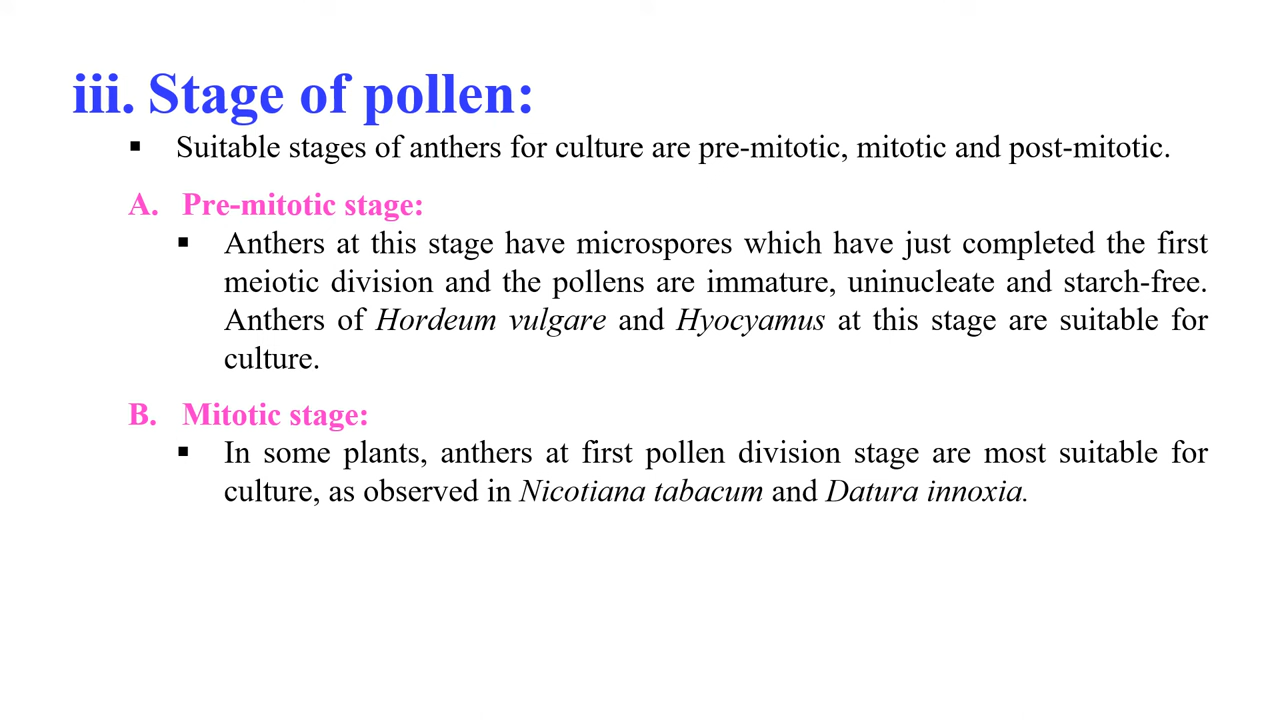 iii. Stage of pollen:
▪ Suitable stages of anthers for culture are pre-mitotic, mitotic and post-mitotic.
A. Pre-mitotic stage:
▪ Anthers at this stage have microspores which have just completed the first
meiotic division and the pollens are immature, uninucleate and starch-free.
Anthers of Hordeum vulgare and Hyocyamus at this stage are suitable for
culture.
B. Mitotic stage:
▪ In some plants, anthers at first pollen division stage are most suitable for
culture, as observed in Nicotiana tabacum and Datura innoxia.